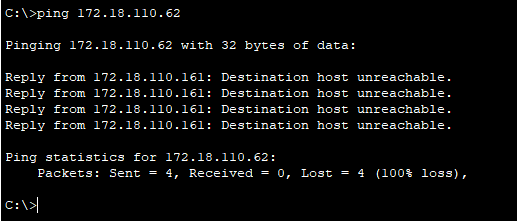 C:\>ping 172.18.110.62
Pinging 172.18.110.62 with 32 bytes of data:
Reply from 172.18.110.161: Destination host unreachable.
Reply from 172.18.110.161: Destination host unreachable.
Reply from 172.18.110.161: Destination host unreachable.
Reply from 172.18.110.161: Destination host unreachable.
Ping statistics for 172.18.110.62:
    Packets: Sent = 4, Received = 0, Lost = 4 (100% loss),
C:\>